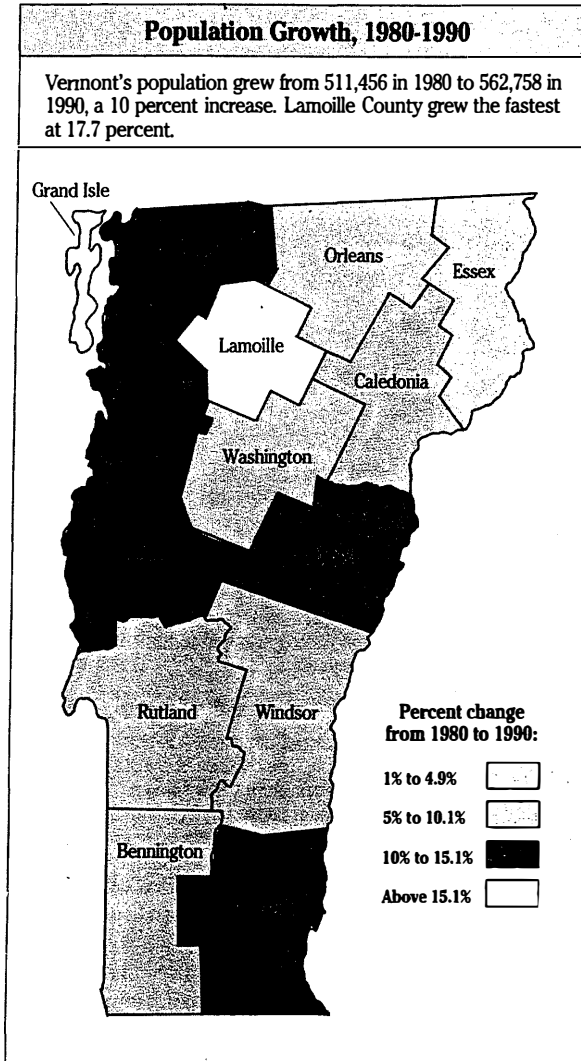 Population Growth, 1980-1990
Vermont's population grew from 511,456 in 1980 to 562,758 in
1990, a 10 percent increase. Lamoille County grew the fastest
at 17.7 percent.
Grand Isle
Orleans
Essex
Lamoille
Caledonia
Washington
Rutland
Windsor
Bennington
Percent change
from 1980 to 1990:
1% to 4.9%
5% to 10.1%
10% to 15.1%
Above 15.1%